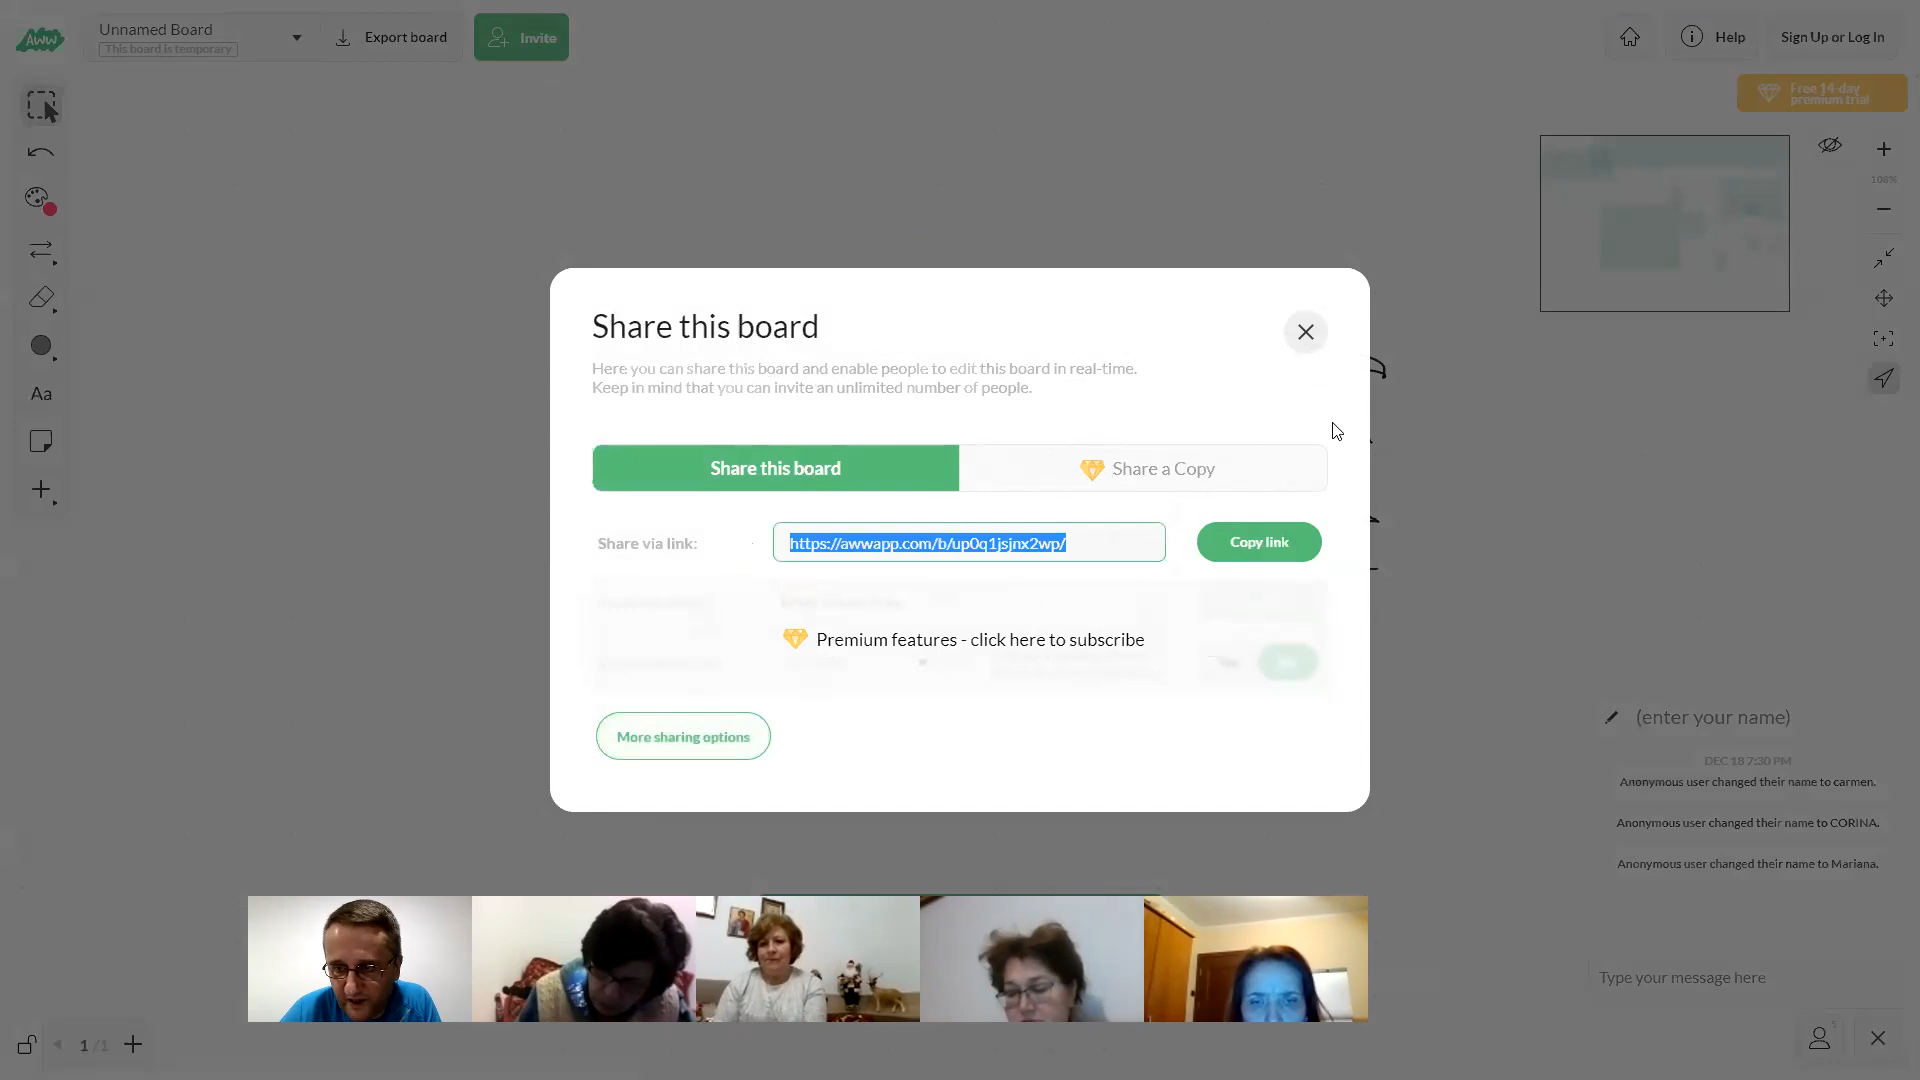 AWW
Unnamed Board
This board is temporary
Export board
Invite
Help
Sign Up or Log In
Free 14-day
premium trial
108%
Share this board
Here you can share this board and enable people to edit this board in real-time.
Keep in mind that you can invite an unlimited number of people.
Share this board
Share a Copy
Share via link:
https://awwapp.com/b/up0q1jsjnx2wp/
Copy link
Premium features - click here to subscribe
More sharing options
Aa
(enter your name)
DEC 18 7:30 PM
Anonymous user changed their name to carmen.
Anonymous user changed their name to CORINA.
Anonymous user changed their name to Mariana.
Type your message here
1 /1
5